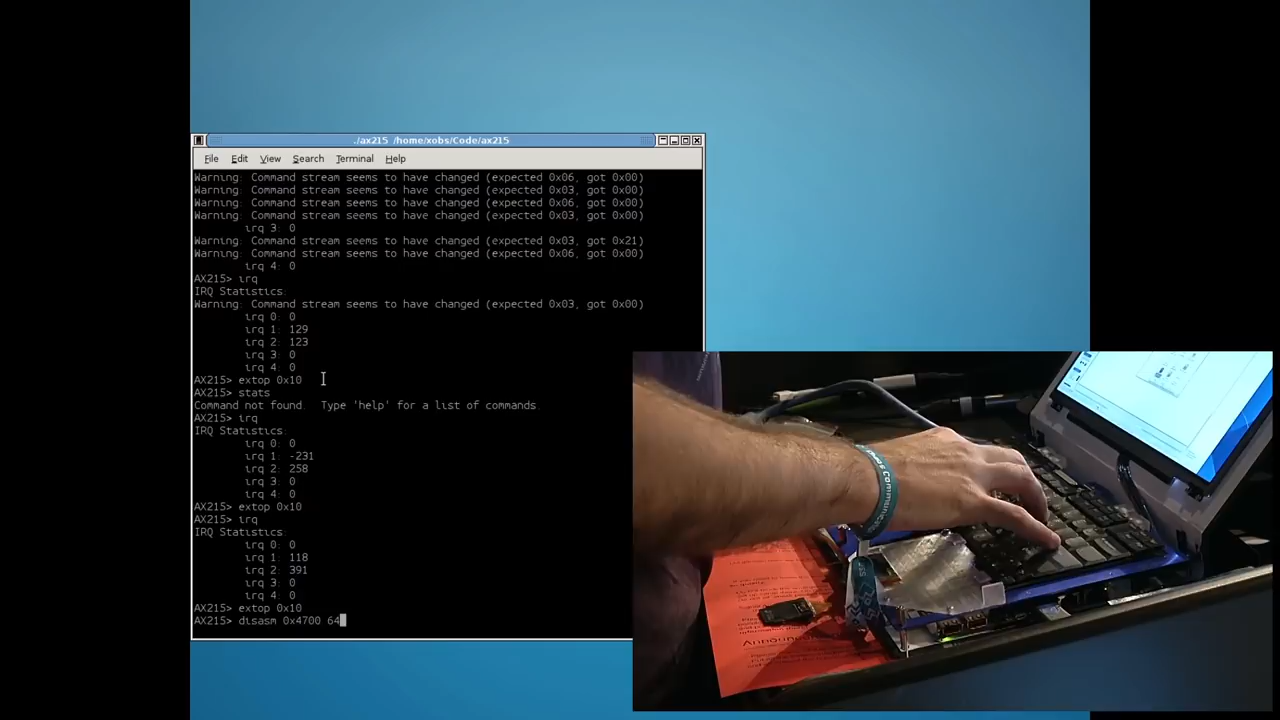 ./ax215 /home/xobs/Code/ax215
File Edit View Search Terminal Help
Warning: Command stream seems to have changed (expected 0x06, got 0x00)
Warning: Command stream seems to have changed (expected 0x03, got 0x00)
Warning: Command stream seems to have changed (expected 0x06, got 0x00)
Warning: Command stream seems to have changed (expected 0x03, got 0x00)
irq 3: 0
Warning: Command stream seems to have changed (expected 0x03, got 0x21)
Warning: Command stream seems to have changed (expected 0x06, got 0x00)
irq 4: 0
AX215> irq
IRQ Statistics:
Warning: Command stream seems to have changed (expected 0x03, got 0x00)
irq 0: 0
irq 1: 129
irq 2: 123
irq 3: 0
irq 4: 0
AX215> extop 0x10
AX215> stats
Command not found.  Type 'help' for a list of commands.
AX215> irq
IRQ Statistics:
irq 0: 0
irq 1: -231
irq 2: 258
irq 3: 0
irq 4: 0
AX215> extop 0x10
AX215> irq
IRQ Statistics:
irq 0: 0
irq 1: 118
irq 2: 391
irq 3: 0
irq 4: 0
AX215> extop 0x10
AX215> disasm 0x4700 64